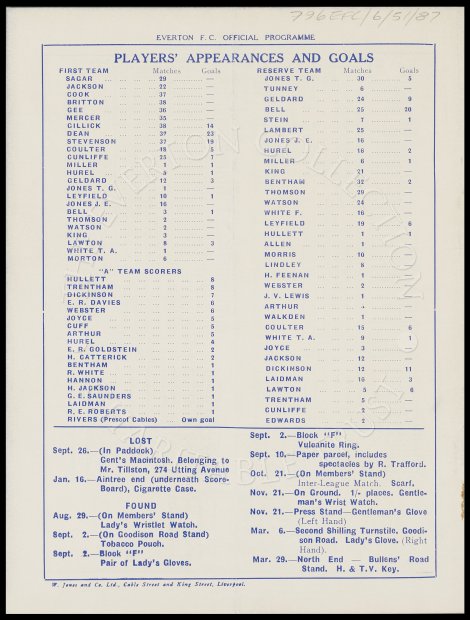 796 EFC/6/51/87
EVERTON F.C. OFFICIAL PROGRAMME
PLAYERS' APPEARANCES AND GOALS
FIRST TEAM Matches Goals
SAGAR ... 29 —
JACKSON ... 22 —
COOK ... 37 —
BRITTON ... 38 —
GEE ... 36 —
MERCER ... 35 —
GILLICK ... 38 14
DEAN ... 37 23
STEVENSON ... 37 19
COULTER ... 18 5
CUNLIFFE ... 25 7
MILLER ... 1 1
HUREL ... 5 1
GELDARD ... 12 3
JONES T. G. ... 1 —
LEYFIELD ... 10 1
JONES J. E. ... 16 —
BELL ... 3 1
THOMSON ... 2 —
WATSON ... 2 —
KING ... 3 —
LAWTON ... 8 3
WHITE T. A. ... 1 —
MORTON ... 6 —
"A" TEAM SCORERS
HULLETT ... 8
TRENTHAM ... 8
DICKINSON ... 7
E. R. DAVIES ... 6
WEBSTER ... 6
JOYCE ... 5
CUFF ... 5
ARTHUR ... 5
HUREL ... 4
E. R. GOLDSTEIN ... 2
H. CATTERICK ... 2
BENTHAM ... 1
R. WHITE ... 1
HANNON ... 1
H. JACKSON ... 1
G. E. SAUNDERS ... 1
LAIDMAN ... 1
R. E. ROBERTS ... 1
RIVERS (Prescot Cables) ... Own goal
RESERVE TEAM Matches Goals
JONES T. G. ... 30 5
TUNNEY ... 6 —
GELDARD ... 24 9
BELL ... 25 20
STEIN ... 7 1
LAMBERT ... 25 —
JONES J. E. ... 16 —
HUREL ... 16 2
MILLER ... 6 1
KING ... 21 —
BENTHAM ... 32 2
THOMSON ... 29 —
WATSON ... 24 —
WHITE F. ... 16 —
LEYFIELD ... 19 6
HULLETT ... 1 1
ALLEN ... 1 —
MORRIS ... 10 —
LINDLEY ... 8 —
H. FEENAN ... 1 —
WEBSTER ... 2 —
J. V. LEWIS ... 1 —
ARTHUR ... —
WALKDEN ... 1 —
COULTER ... 15 6
WHITE T. A. ... 9 1
JOYCE ... 3 —
JACKSON ... 12 —
DICKINSON ... 12 11
LAIDMAN ... 10 3
LAWTON ... 5 6
TRENTHAM ... 5 —
CUNLIFFE ... 2 —
EDWARDS ... 2 —
LOST
Sept. 26.—(In Paddock)
Gent's Macintosh. Belonging to
Mr. Tillston, 274 Utting Avenue
Jan. 16.—Aintree end (underneath Score-
Board), Cigarette Case.
FOUND
Aug. 29.—(On Members' Stand)
Lady's Wristlet Watch.
Sept. 2.—(On Goodison Road Stand)
Tobacco Pouch.
Sept. 2.—Block "F"
Pair of Lady's Gloves.
Sept. 2.—Block "F"
Vulcanite Ring.
Sept. 10.—Paper parcel, includes
spectacles by R. Trafford.
Oct. 21.—(On Members' Stand)
Inter-League Match. Scarf.
Nov. 21.—On Ground. 1/- places. Gentle-
man's Wrist Watch.
Nov. 21.—Press Stand—Gentleman's Glove
(Left Hand)
Mar. 6.—Second Shilling Turnstile. Goodi-
son Road. Lady's Glove. (Right
Hand).
Mar. 29.—North End — Bullens' Road
Stand. H. & T.V. Key.
W. Jones and Co. Ltd., Cable Street and King Street, Liverpool.
EVERTON COLLECTION